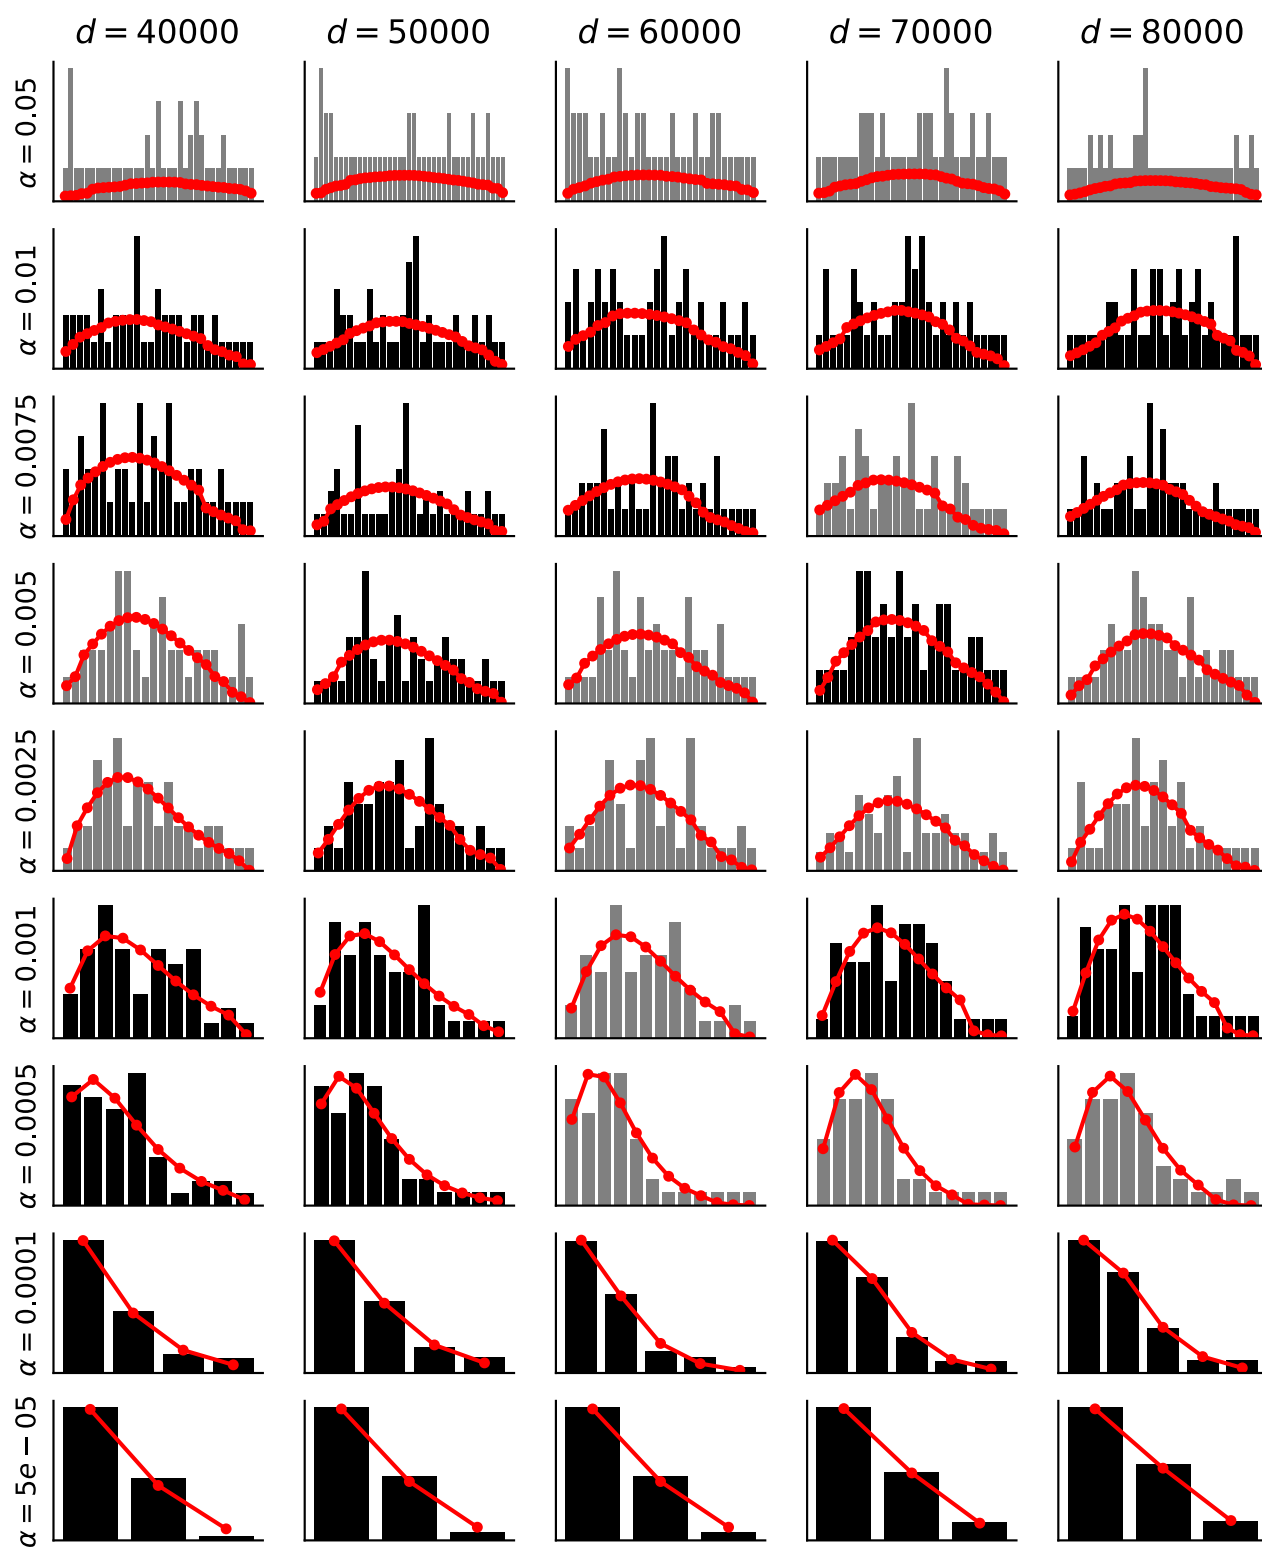 d = 40000 d = 50000 d = 60000 d = 70000 d = 80000
α = 0.05
α = 0.01
α = 0.0075
α = 0.005
α = 0.0025
α = 0.001
α = 0.0005
α = 0.0001
α = 5e − 05